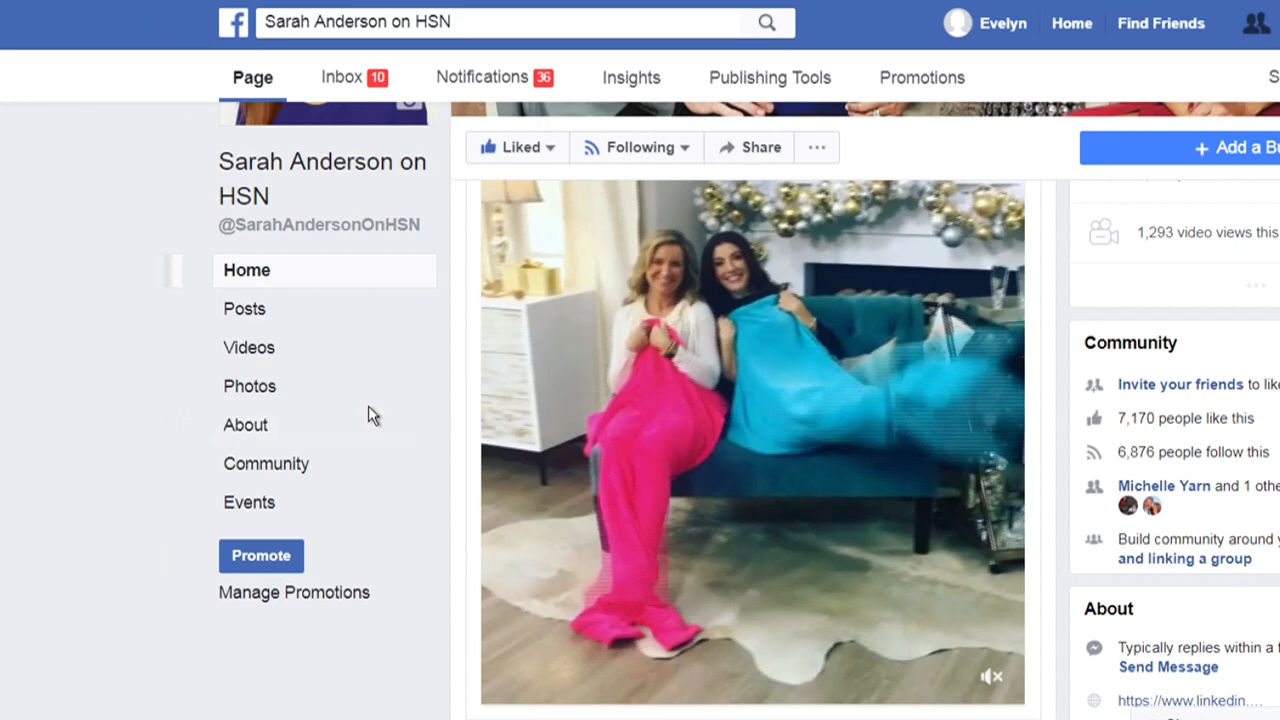 Sarah Anderson on HSN
Evelyn
Home
Find Friends
Page
Inbox 10
Notifications 36
Insights
Publishing Tools
Promotions
Sarah Anderson on
HSN
@SarahAndersonOnHSN
Liked
Following
Share
+ Add a
Home
Posts
Videos
Photos
About
Community
Events
Promote
Manage Promotions
1,293 video views this
Community
Invite your friends to
7,170 people like this
6,876 people follow this
Michelle Yarn and 1
Build community around
and linking a group
About
Typically replies within a
Send Message
https://www.linkedin....